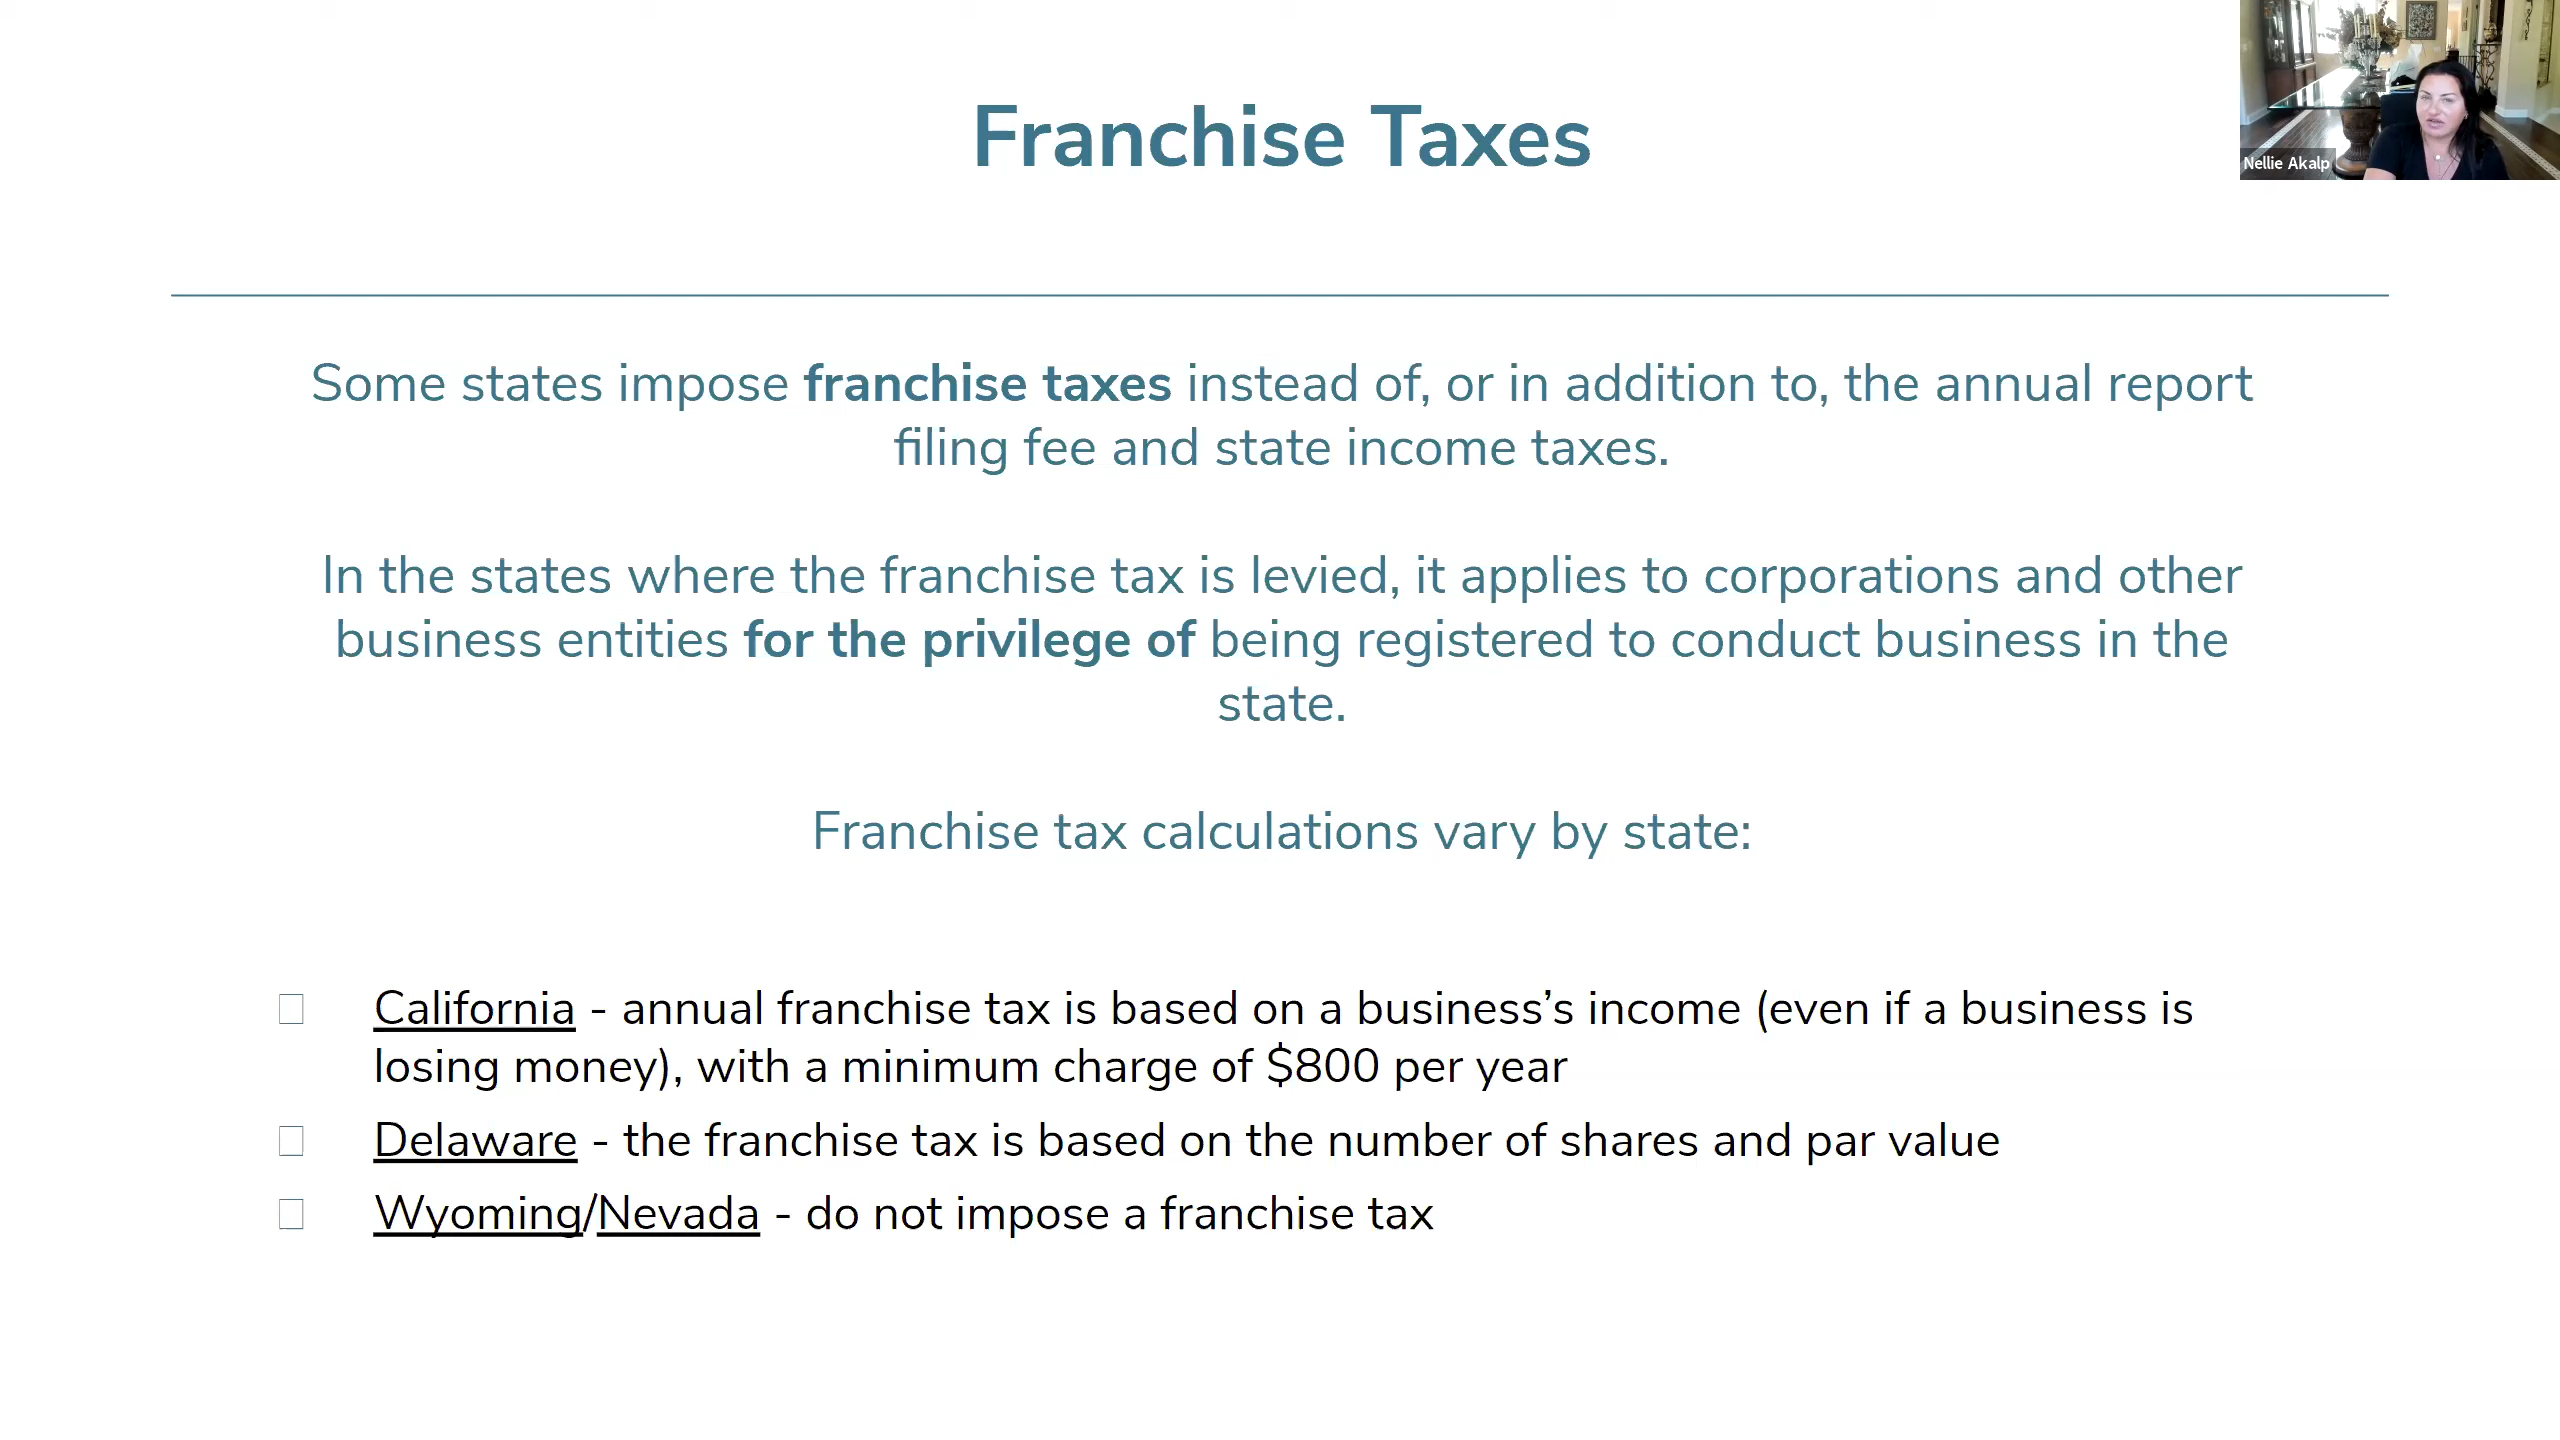 Franchise Taxes
Nellie Akalp
Some states impose franchise taxes instead of, or in addition to, the annual report
filing fee and state income taxes.
In the states where the franchise tax is levied, it applies to corporations and other
business entities for the privilege of being registered to conduct business in the
state.
Franchise tax calculations vary by state:
California - annual franchise tax is based on a business’s income (even if a business is
losing money), with a minimum charge of $800 per year
Delaware - the franchise tax is based on the number of shares and par value
Wyoming/Nevada - do not impose a franchise tax